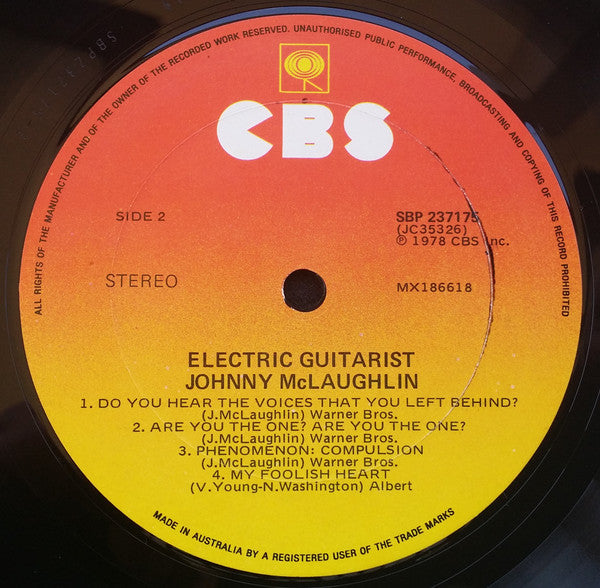 ALL RIGHTS OF THE MANUFACTURER AND OF THE OWNER OF THE RECORDED WORK RESERVED. UNAUTHORISED PUBLIC PERFORMANCE, BROADCASTING AND COPYING OF THIS RECORD PROHIBITED
CBS
SIDE 2
SBP 237175
(JC35326)
℗ 1978 CBS Inc.
STEREO
MX186618
ELECTRIC GUITARIST
JOHNNY McLAUGHLIN
1. DO YOU HEAR THE VOICES THAT YOU LEFT BEHIND?
(J.McLaughlin) Warner Bros.
2. ARE YOU THE ONE? ARE YOU THE ONE?
(J.McLaughlin) Warner Bros.
3. PHENOMENON: COMPULSION
(J.McLaughlin) Warner Bros.
4. MY FOOLISH HEART
(V.Young-N.Washington) Albert
MADE IN AUSTRALIA BY A REGISTERED USER OF THE TRADE MARKS